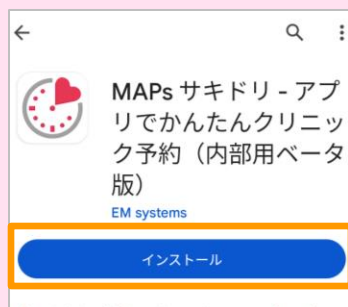 MAPs サキドリ - アプ
リでかんたんクリニッ
ク予約（内部用ベータ
版）
EM systems
インストール